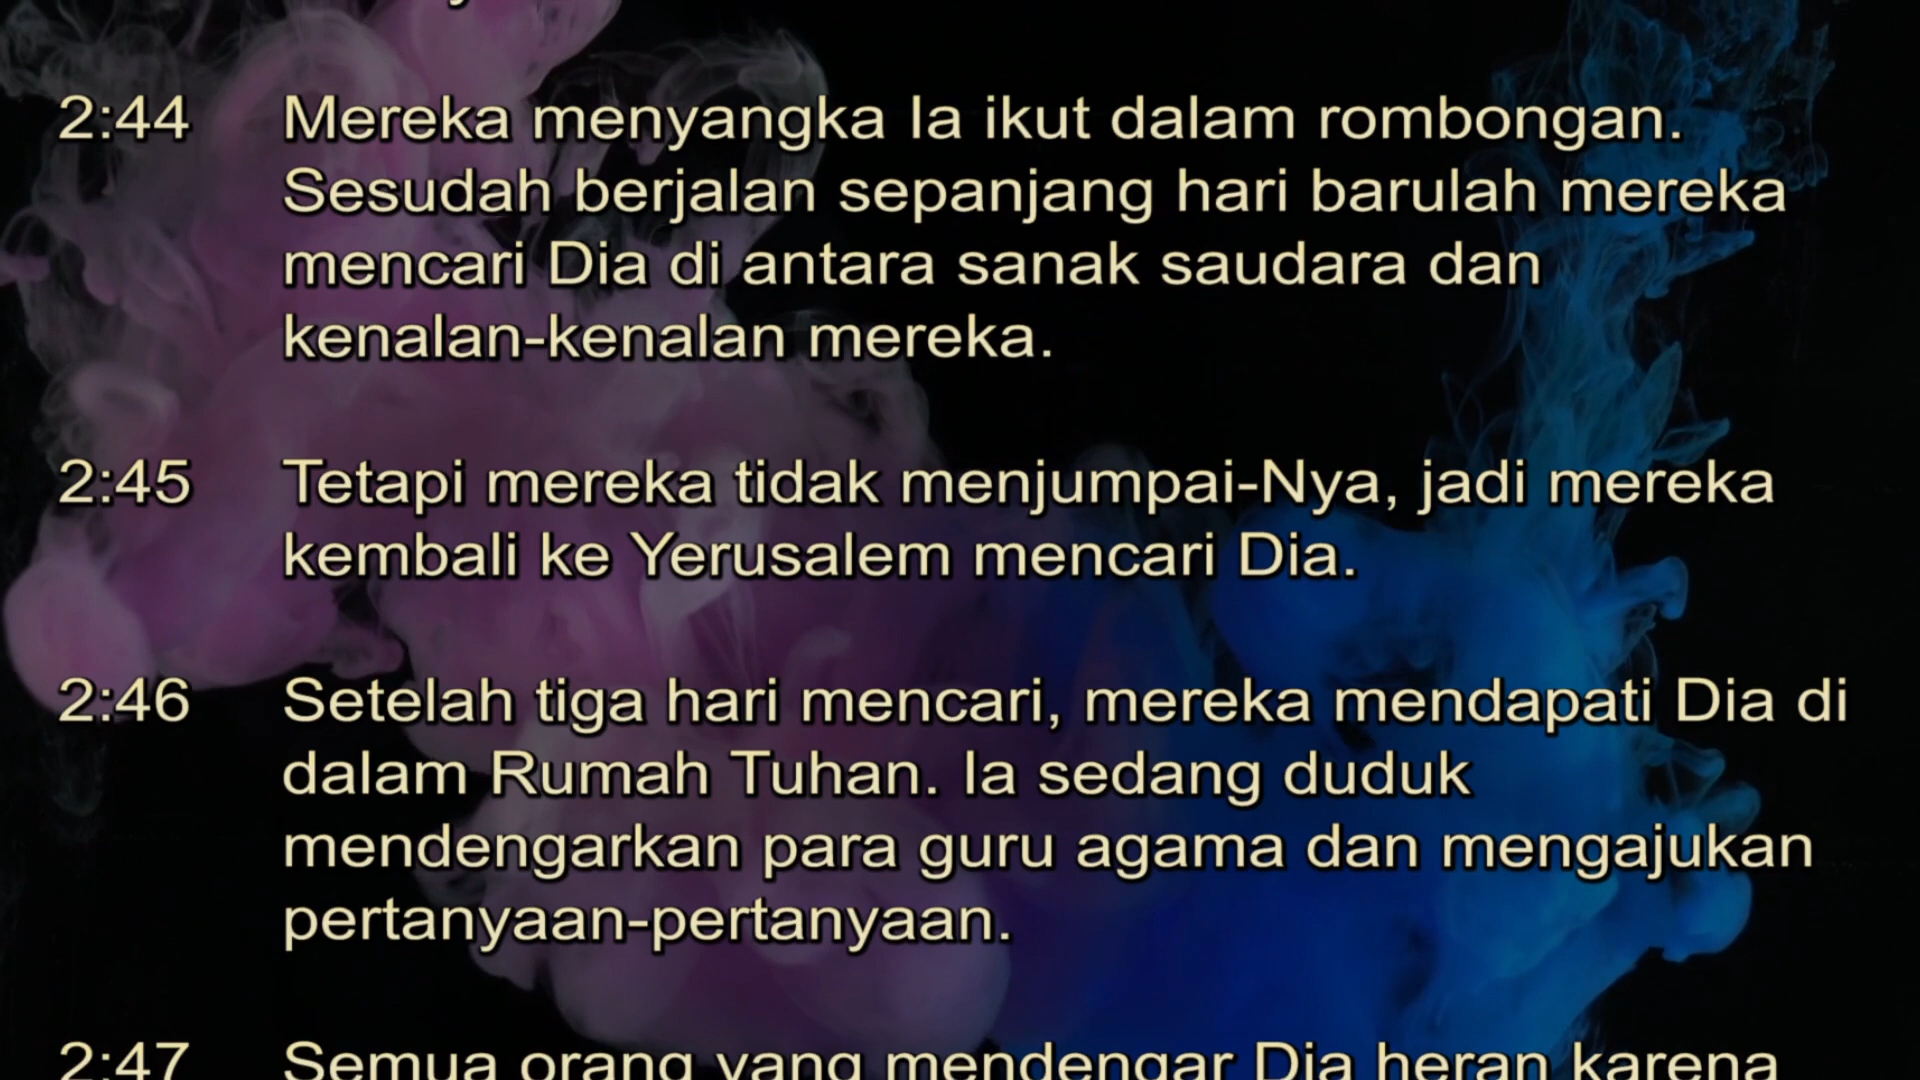 2:44 Mereka menyangka Ia ikut dalam rombongan.
Sesudah berjalan sepanjang hari barulah mereka
mencari Dia di antara sanak saudara dan
kenalan-kenalan mereka.
2:45 Tetapi mereka tidak menjumpai-Nya, jadi mereka
kembali ke Yerusalem mencari Dia.
2:46 Setelah tiga hari mencari, mereka mendapati Dia di
dalam Rumah Tuhan. Ia sedang duduk
mendengarkan para guru agama dan mengajukan
pertanyaan-pertanyaan.
2:47 Semua orang yang mendengar Dia heran karena